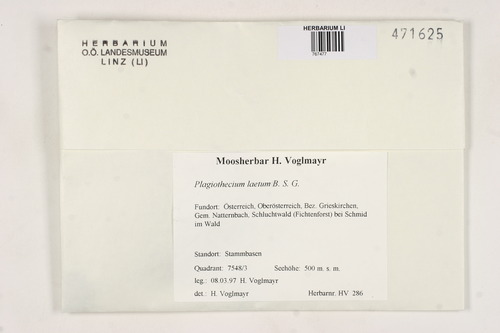 HERBARIUM LI
767477
471625
HERBARIUM
O.Ö. LANDESMUSEUM
LINZ (LI)
Moosherbar H. Voglmayr
Plagiothecium laetum B. S. G.
Fundort: Österreich, Oberösterreich, Bez. Grieskirchen,
Gem. Natternbach, Schluchtwald (Fichtenforst) bei Schmid
im Wald
Standort: Stammbasen
Quadrant: 7548/3 Seehöhe: 500 m. s. m.
leg.: 08.03.97 H. Voglmayr
det.: H. Voglmayr Herbarnr. HV 286